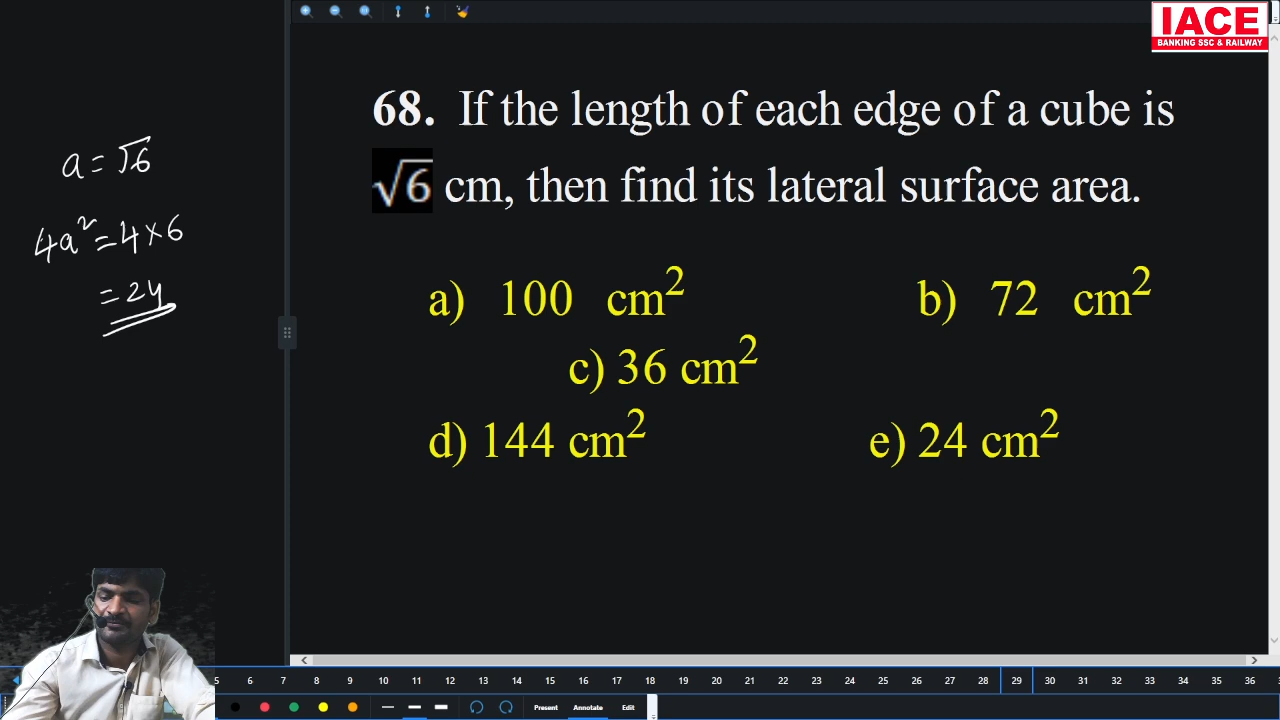 IACE
BANKING SSC & RAILWAY
68. If the length of each edge of a cube is
√6 cm, then find its lateral surface area.
a) 100 cm²
b) 72 cm²
c) 36 cm²
d) 144 cm²
e) 24 cm²
a = √6
4a² = 4 × 6
= 24
5 6 7 8 9 10 11 12 13 14 15 16 17 18 19 20 21 22 23 24 25 26 27 28 29 30 31 32 33 34 35 36
Present Annotate Edit